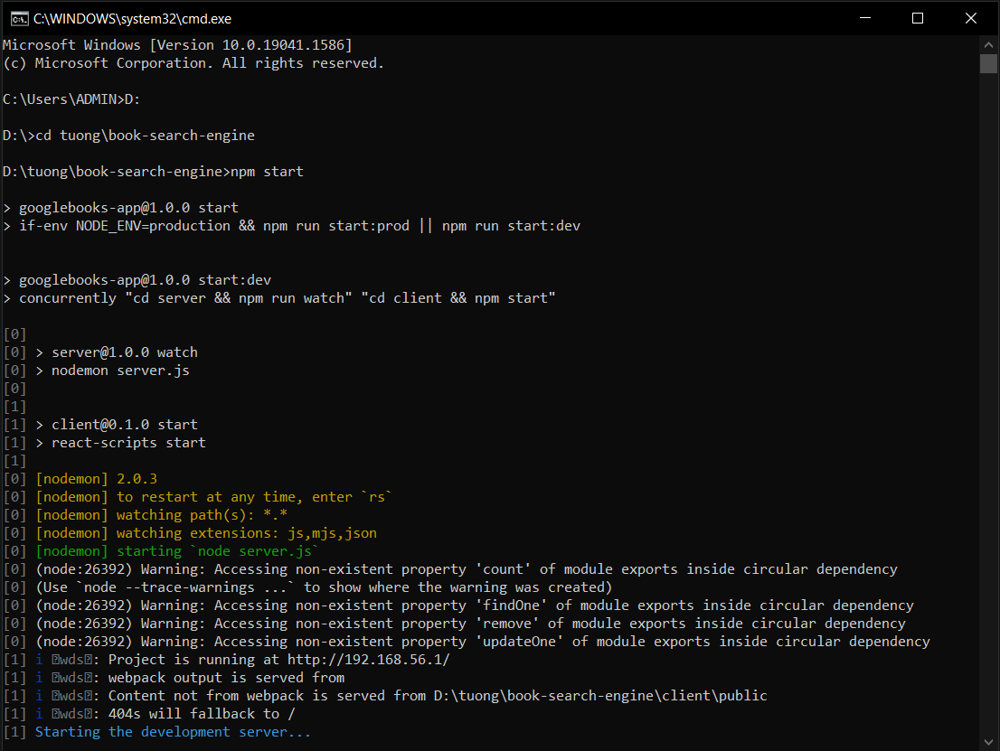 C:\WINDOWS\system32\cmd.exe
Microsoft Windows [Version 10.0.19041.1586]
(c) Microsoft Corporation. All rights reserved.
C:\Users\ADMIN>D:
D:\>cd tuong\book-search-engine
D:\tuong\book-search-engine>npm start
> googlebooks-app@1.0.0 start
> if-env NODE_ENV=production && npm run start:prod || npm run start:dev
> googlebooks-app@1.0.0 start:dev
> concurrently "cd server && npm run watch" "cd client && npm start"
[0]
[0] > server@1.0.0 watch
[0] > nodemon server.js
[0]
[1]
[1] > client@0.1.0 start
[1] > react-scripts start
[1]
[0] [nodemon] 2.0.3
[0] [nodemon] to restart at any time, enter `rs`
[0] [nodemon] watching path(s): *.*
[0] [nodemon] watching extensions: js,mjs,json
[0] [nodemon] starting `node server.js`
[0] (node:26392) Warning: Accessing non-existent property 'count' of module exports inside circular dependency
[0] (Use `node --trace-warnings ...` to show where the warning was created)
[0] (node:26392) Warning: Accessing non-existent property 'findOne' of module exports inside circular dependency
[0] (node:26392) Warning: Accessing non-existent property 'remove' of module exports inside circular dependency
[0] (node:26392) Warning: Accessing non-existent property 'updateOne' of module exports inside circular dependency
[1] i ⍰wds⍰: Project is running at http://192.168.56.1/
[1] i ⍰wds⍰: webpack output is served from
[1] i ⍰wds⍰: Content not from webpack is served from D:\tuong\book-search-engine\client\public
[1] i ⍰wds⍰: 404s will fallback to /
[1] Starting the development server...